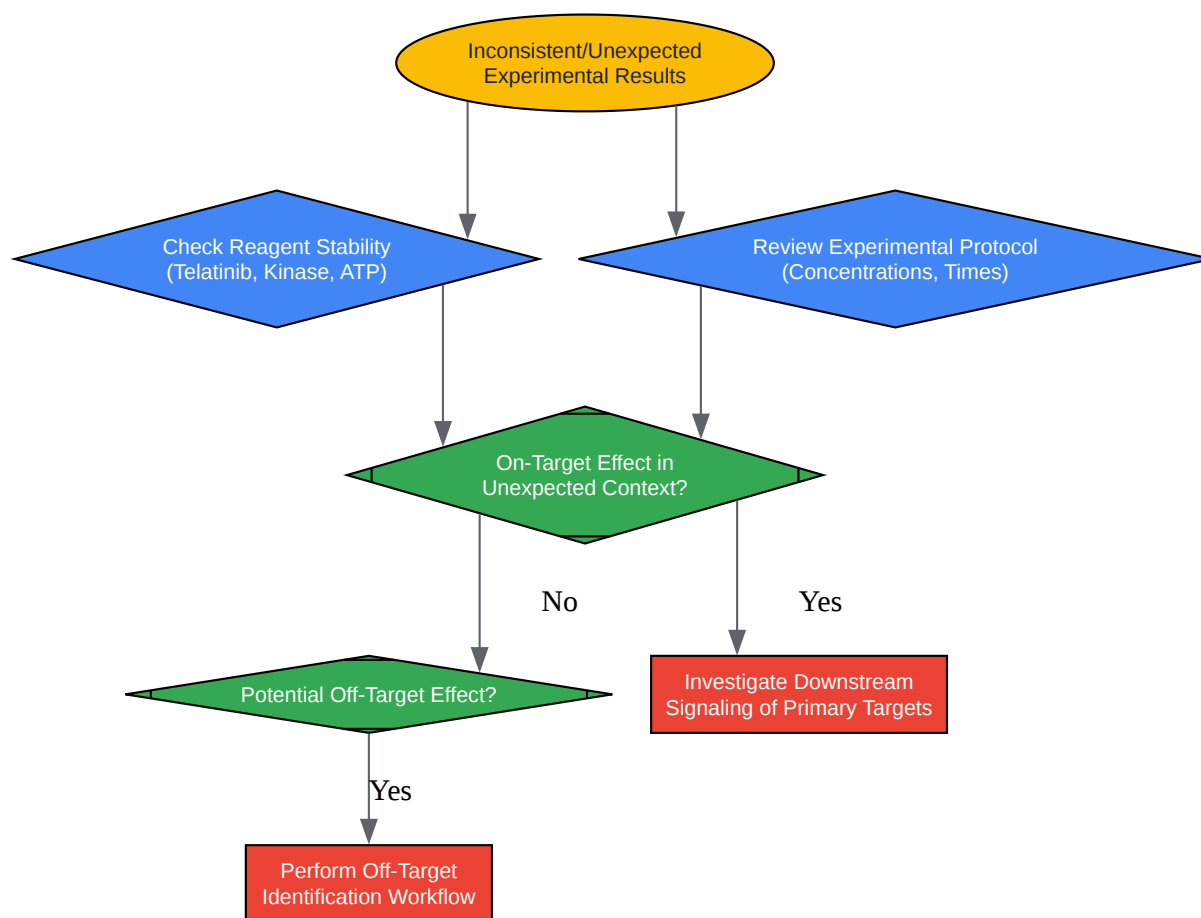 Inconsistent/Unexpected
Experimental Results
Check Reagent Stability
(Telatinib, Kinase, ATP)
Review Experimental Protocol
(Concentrations, Times)
On-Target Effect in
Unexpected Context?
No
Yes
Potential Off-Target Effect?
Investigate Downstream
Signaling of Primary Targets
Yes
Perform Off-Target
Identification Workflow